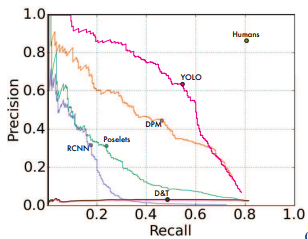 1.0
Humans
0.8
YOLO
0.6
Precision
DPM
0.4
Poselets
RCNN
0.2
D&T
0.0
0.2
0.4
0.6
0.8
1.0
Recall